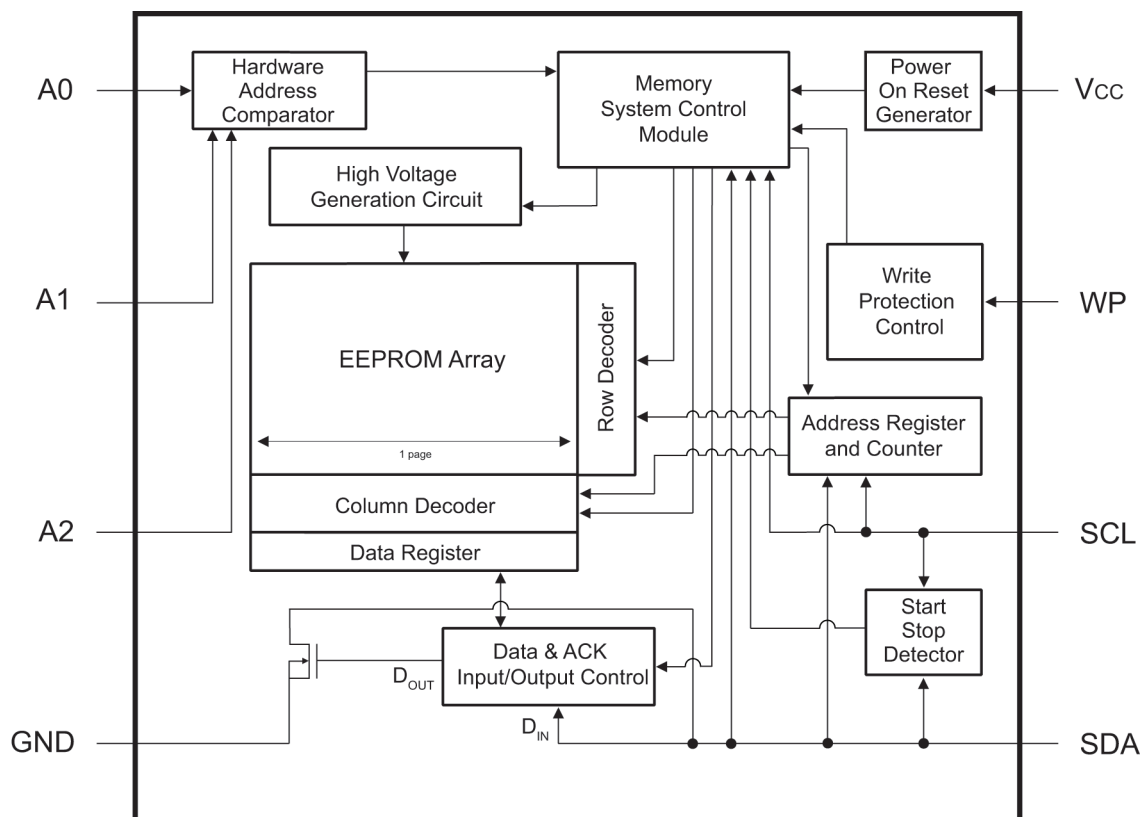 A0
Hardware
Address
Comparator
Memory
System Control
Module
Power
On Reset
Generator
VCC
High Voltage
Generation Circuit
A1
EEPROM Array
Row Decoder
1 page
Write
Protection
Control
WP
Address Register
and Counter
A2
Column Decoder
Data Register
SCL
Start
Stop
Detector
Data & ACK
Input/Output Control
DOUT
DIN
GND
SDA